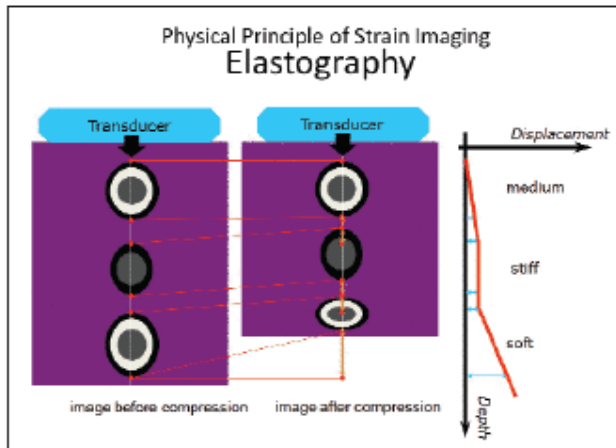 Physical Principle of Strain Imaging
Elastography
Transducer
Transducer
Displacement
medium
stiff
soft
image before compression
image after compression
Depth